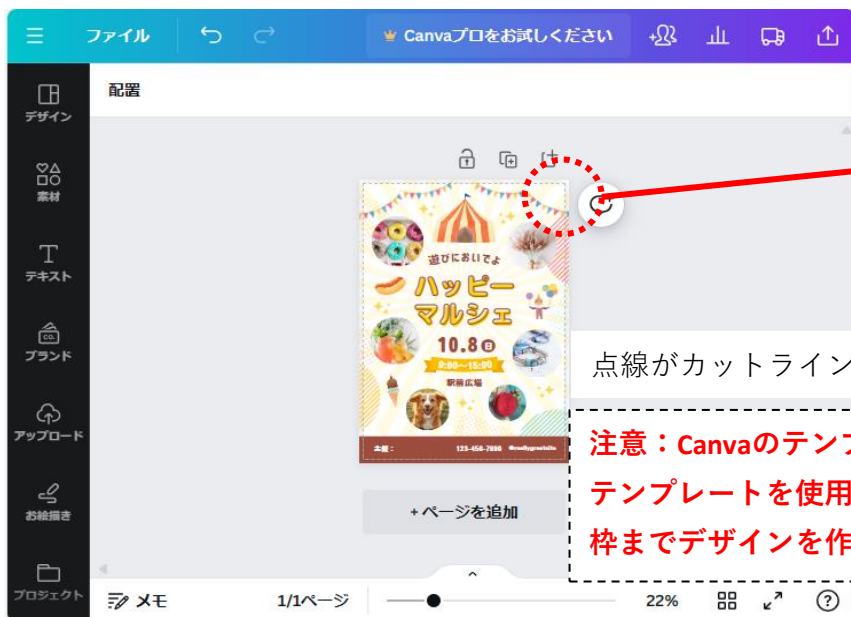 ファイル
Canvaプロをお試しください
配置
デザイン
素材
テキスト
CO.
ブランド
アップロード
お絵描き
プロジェクト
遊びにおいでよ
ハッピー
マルシェ
10.8 日
9:00〜15:00
駅前広場
主催:
123-456-7890
+ページを追加
点線がカットライン
注意:Canvaのテンプ
テンプレートを使用
枠までデザインを作
メモ
1/1ページ
22%